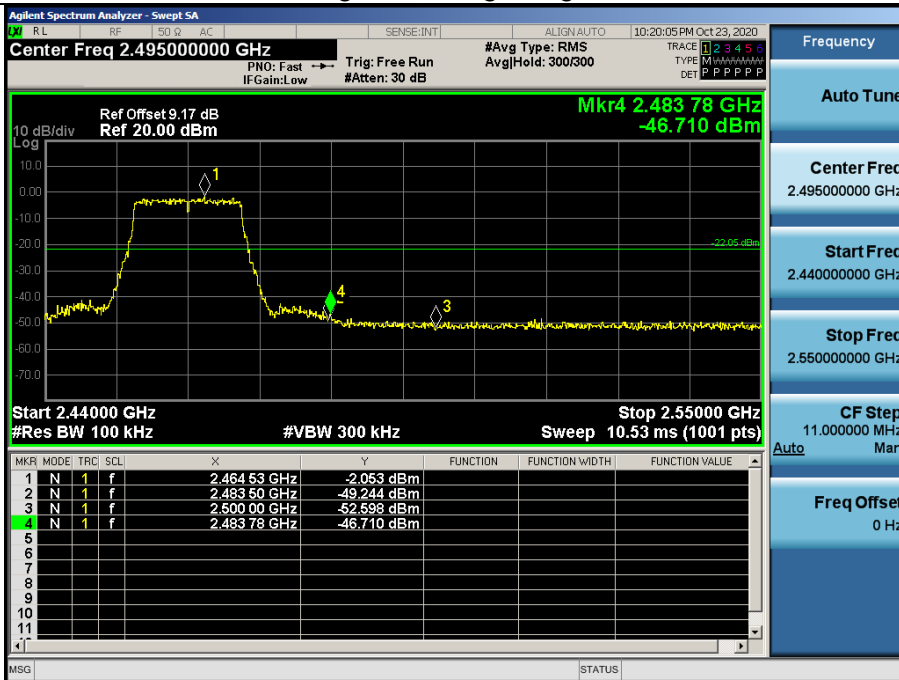 Agilent Spectrum Analyzer - Swept SA
LXI RL RF 50 Ω AC SENSE:INT ALIGN AUTO 10:20:05 PM Oct 23, 2020
Center Freq 2.495000000 GHz
PNO: Fast
IFGain:Low
Trig: Free Run
#Atten: 30 dB
#Avg Type: RMS
Avg|Hold: 300/300
TRACE 1 2 3 4 5 6
TYPE M
DET P P P P P P
Ref Offset 9.17 dB
10 dB/div Ref 20.00 dBm
Log
Mkr4 2.483 78 GHz
-46.710 dBm
10.0
0.00
-10.0
-20.0
-30.0
-40.0
-50.0
-60.0
-70.0
1
-22.05 dBm
4
3
Start 2.44000 GHz Stop 2.55000 GHz
#Res BW 100 kHz #VBW 300 kHz Sweep 10.53 ms (1001 pts)
MKR MODE TRC SCL X Y FUNCTION FUNCTION WIDTH FUNCTION VALUE
1 N 1 f 2.464 53 GHz -2.053 dBm
2 N 1 f 2.483 50 GHz -49.244 dBm
3 N 1 f 2.500 00 GHz -52.598 dBm
4 N 1 f 2.483 78 GHz -46.710 dBm
5
6
7
8
9
10
11
MSG STATUS
Frequency
Auto Tune
Center Freq
2.495000000 GHz
Start Freq
2.440000000 GHz
Stop Freq
2.550000000 GHz
CF Step
11.000000 MHz
Auto Man
Freq Offset
0 Hz